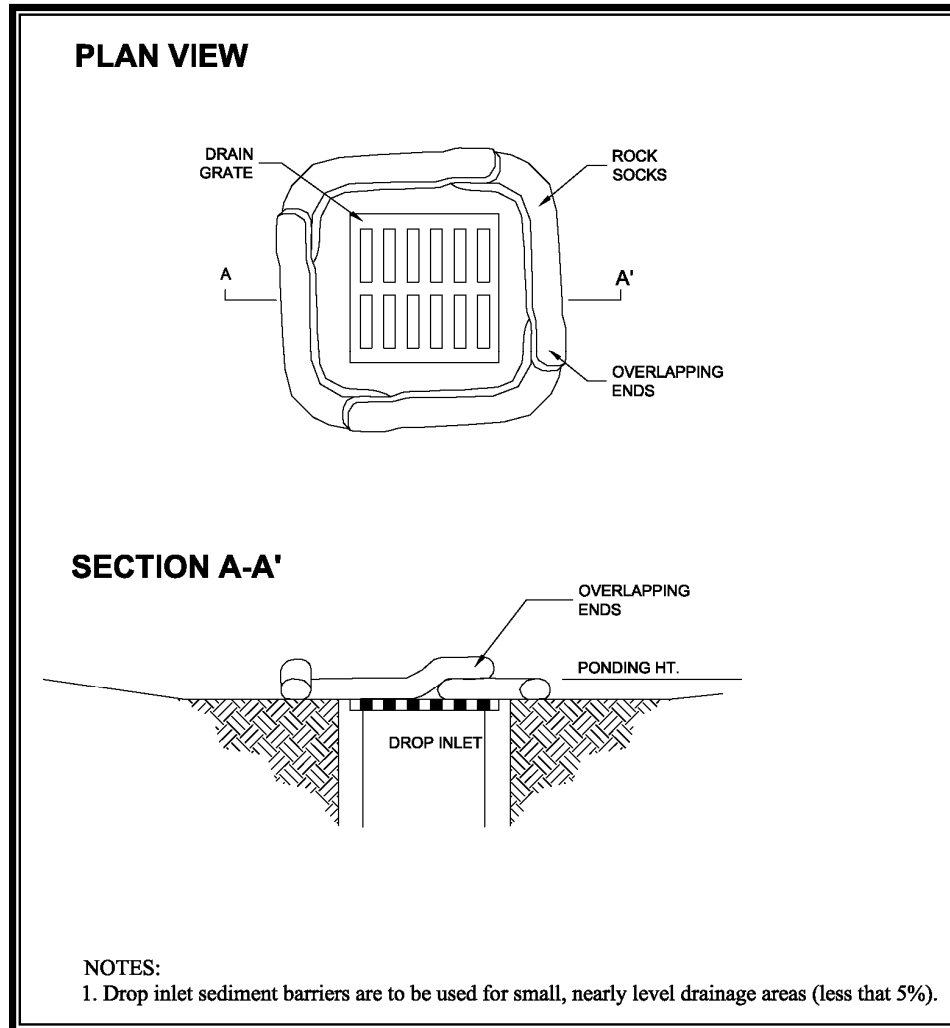 PLAN VIEW
DRAIN
GRATE
ROCK
SOCKS
A
A'
OVERLAPPING
ENDS
SECTION A-A'
OVERLAPPING
ENDS
PONDING HT.
DROP INLET
NOTES:
1. Drop inlet sediment barriers are to be used for small, nearly level drainage areas (less that 5%).